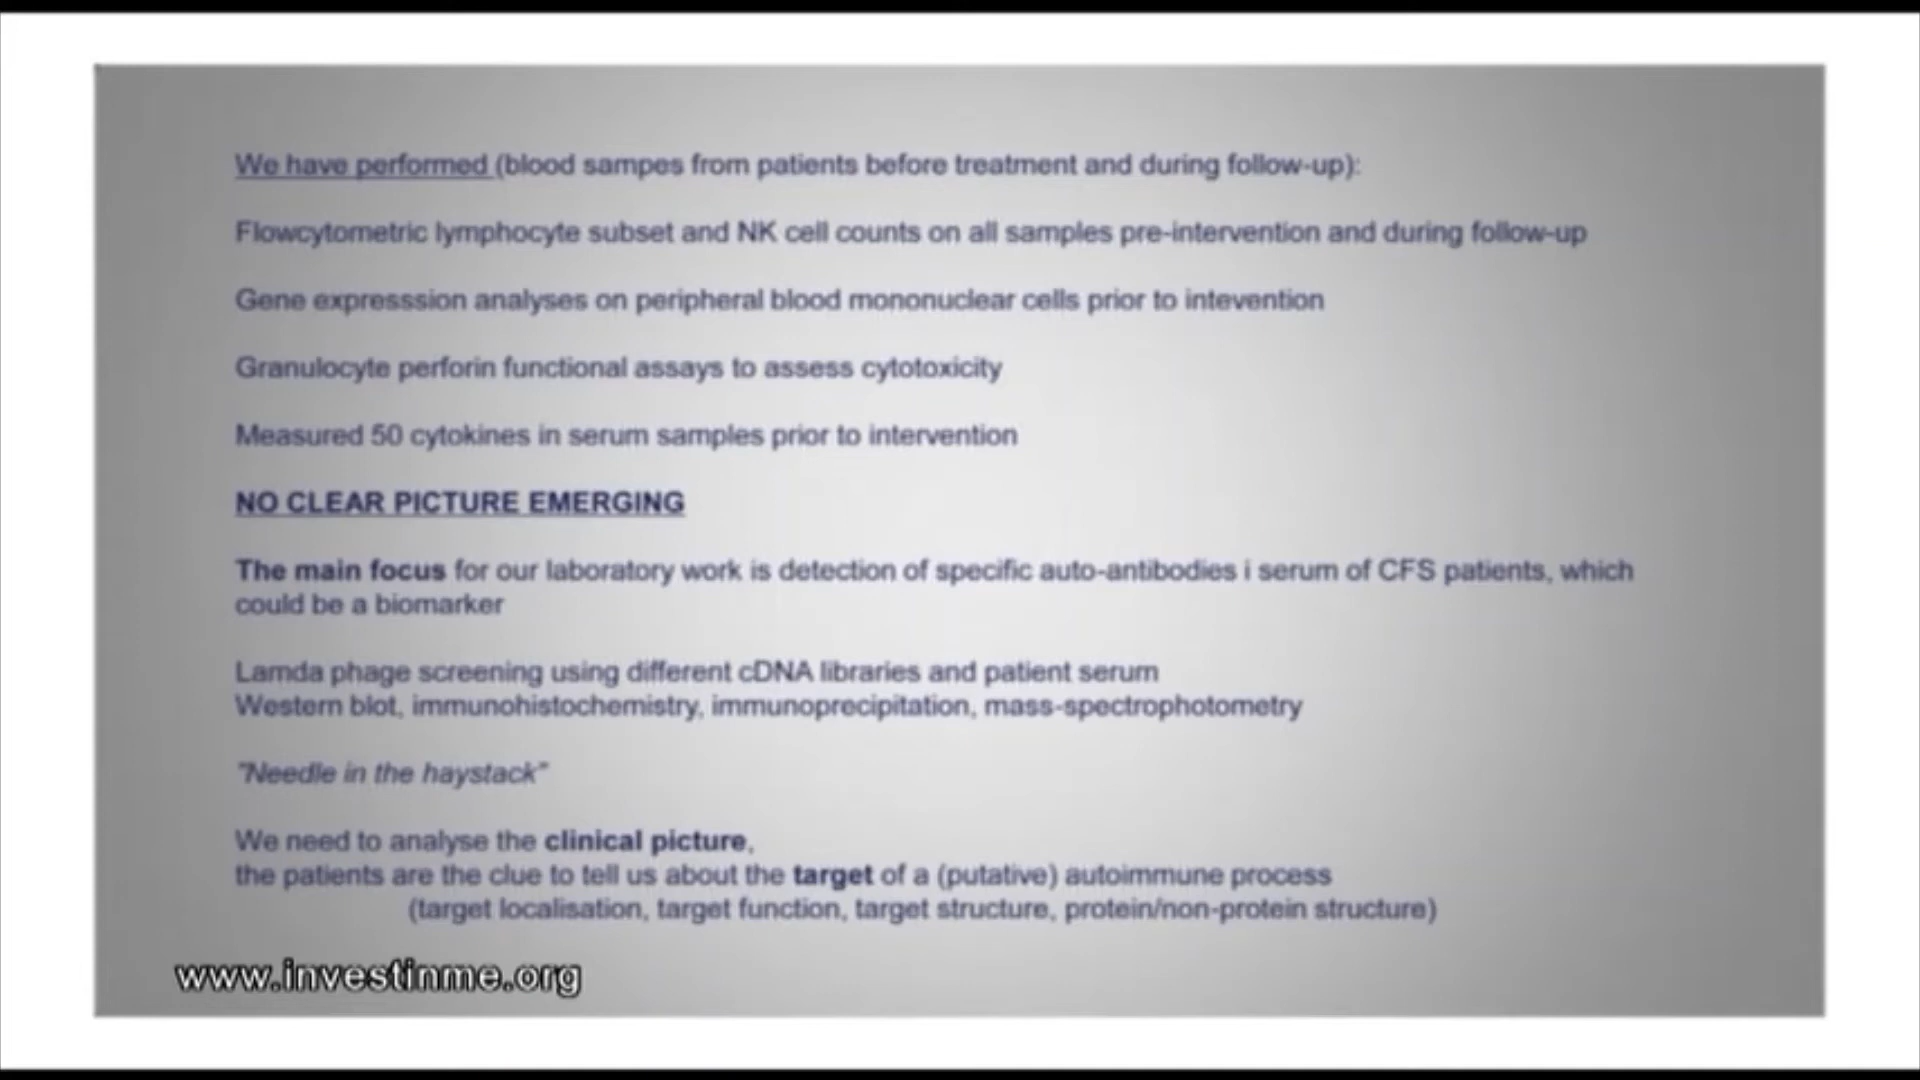 We have performed (blood sampes from patients before treatment and during follow-up):
Flowcytometric lymphocyte subset and NK cell counts on all samples pre-intervention and during follow-up
Gene expresssion analyses on peripheral blood mononuclear cells prior to intevention
Granulocyte perforin functional assays to assess cytotoxicity
Measured 50 cytokines in serum samples prior to intervention
NO CLEAR PICTURE EMERGING
The main focus for our laboratory work is detection of specific auto-antibodies i serum of CFS patients, which
could be a biomarker
Lamda phage screening using different cDNA libraries and patient serum
Western blot, immunohistochemistry, immunoprecipitation, mass-spectrophotometry
"Needle in the haystack"
We need to analyse the clinical picture,
the patients are the clue to tell us about the target of a (putative) autoimmune process
(target localisation, target function, target structure, protein/non-protein structure)
www.investinme.org